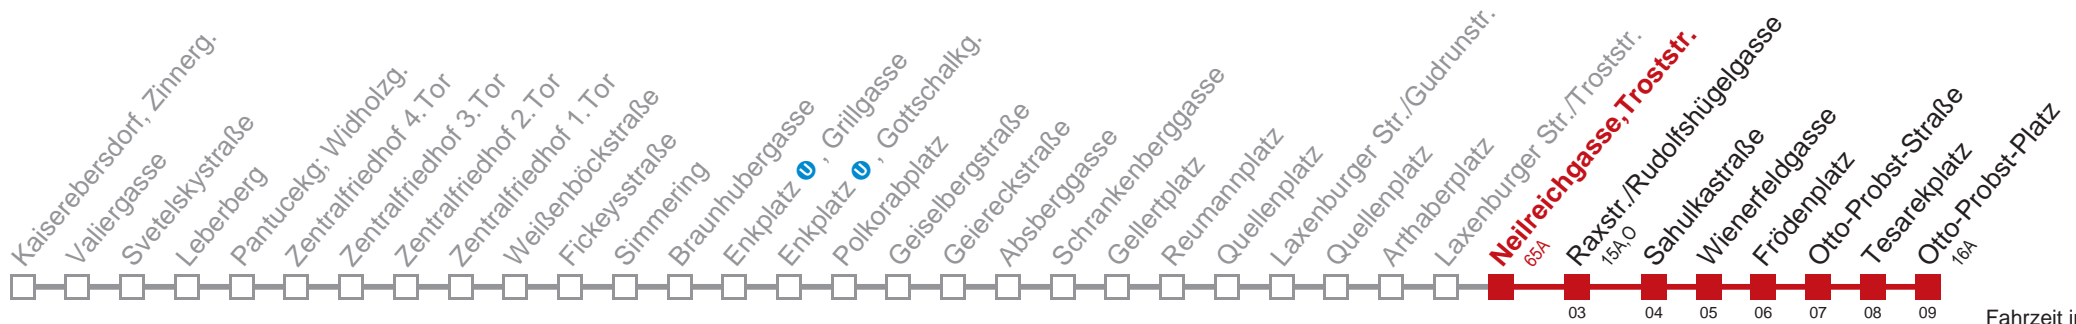 Kaiserebersdorf, Zinnerg.
Valiergasse
Svetelskystraße
Leberberg
Pantucekg; Widholzg.
Zentralfriedhof 4.Tor
Zentralfriedhof 3.Tor
Zentralfriedhof 2.Tor
Zentralfriedhof 1.Tor
Weißenböckstraße
Fickeysstraße
Simmering
Braunhubergasse
Enkplatz U , Grillgasse
Enkplatz U , Gottschalkg.
Polkorabplatz
Geiselbergstraße
Geiereckstraße
Absberggasse
Schrankenberggasse
Gellertplatz
Reumannplatz
Quellenplatz
Laxenburger Str./Gudrunstr.
Quellenplatz
Arthaberplatz
Laxenburger Str./Troststr.
Neilreichgasse,Troststr.
65A
Raxstr./Rudolfshügelgasse
15A,O
Sahulkastraße
Wienerfeldgasse
Frödenplatz
Otto-Probst-Straße
Tesarekplatz
Otto-Probst-Platz
16A
03
04
05
06
07
08
09
Fahrzeit